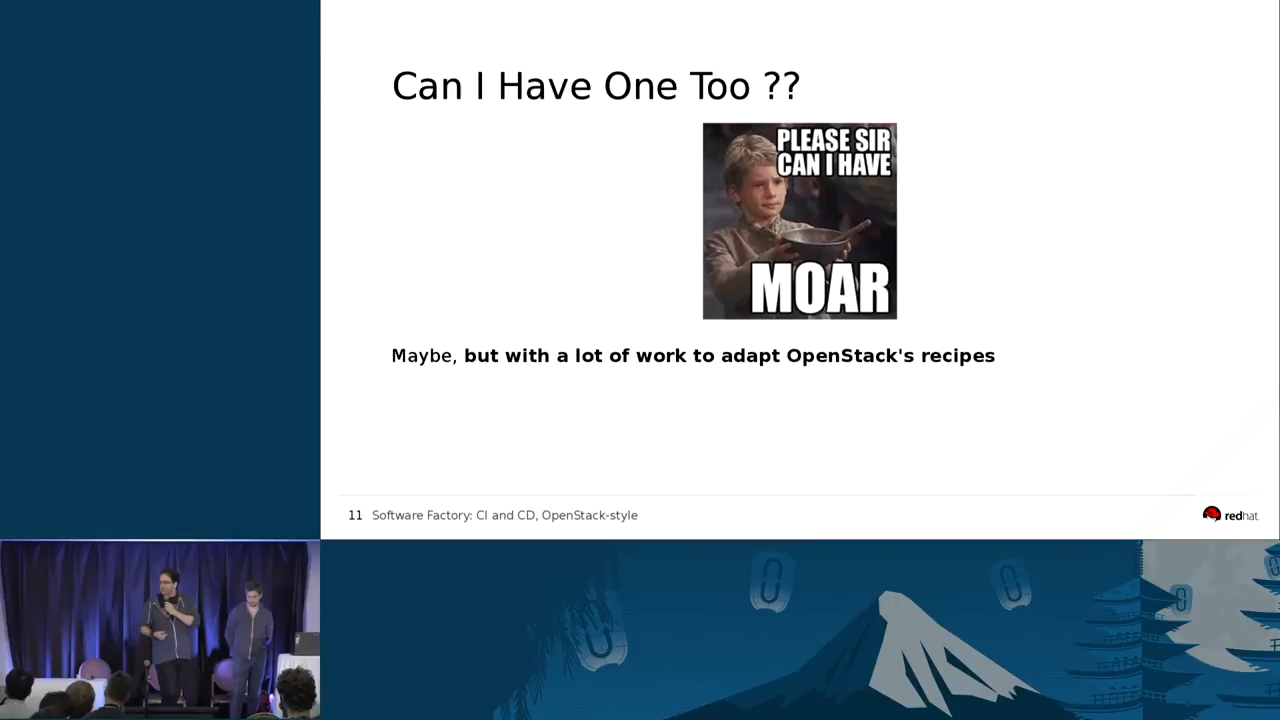 Can I Have One Too ??
PLEASE SIR
CAN I HAVE
MOAR
Maybe, but with a lot of work to adapt OpenStack's recipes
11 Software Factory: CI and CD, OpenStack-style
redhat